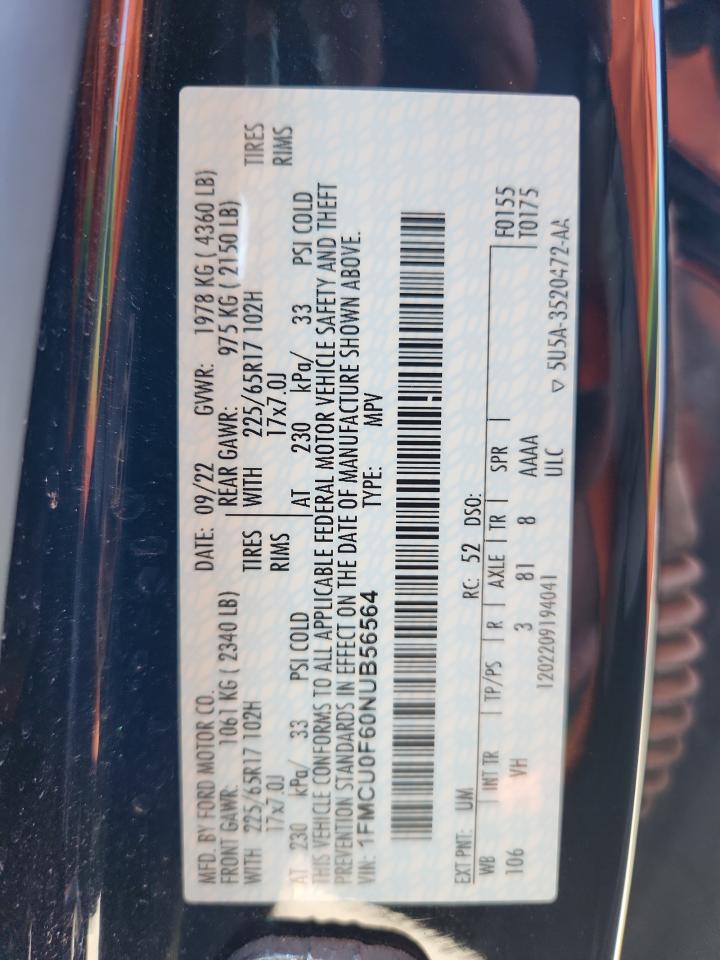 MFD. BY FORD MOTOR CO. DATE: 09/22 GVWR: 1978 KG ( 4360 LB)
FRONT GAWR: 1061 KG ( 2340 LB) REAR GAWR: 975 KG ( 2150 LB)
WITH 225/65R17 102H TIRES WITH 225/65R17 102H TIRES
17x7.0J RIMS 17x7.0J RIMS
AT 230 kPa/ 33 PSI COLD AT 230 kPa/ 33 PSI COLD
THIS VEHICLE CONFORMS TO ALL APPLICABLE FEDERAL MOTOR VEHICLE SAFETY AND THEFT
PREVENTION STANDARDS IN EFFECT ON THE DATE OF MANUFACTURE SHOWN ABOVE.
VIN: 1FMCU0F60NUB56564 TYPE: MPV
EXT PNT: UM RC: 52 DSO:
WB INT TR TP/PS R AXLE TR SPR F0155
106 VH 3 81 8 AAAA T0175
ULC
1202209194041 ▽ 5U5A-3520472-AA